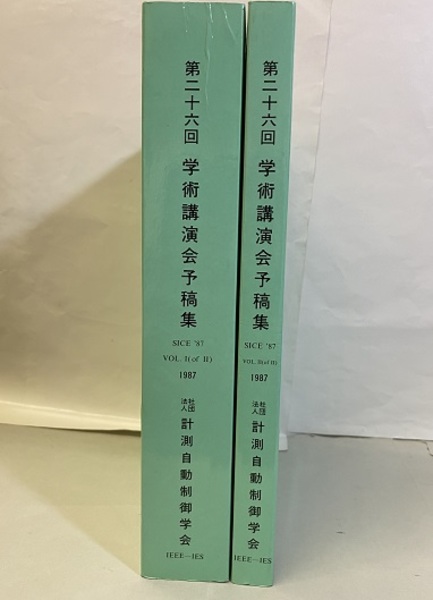 第二十六回 学術講演会予稿集
SICE '87
VOL. I (of II)
1987
社団法人 計測自動制御学会
IEEE—IES
第二十六回 学術講演会予稿集
SICE '87
VOL. II (of II)
1987
社団法人 計測自動制御学会
IEEE—IES